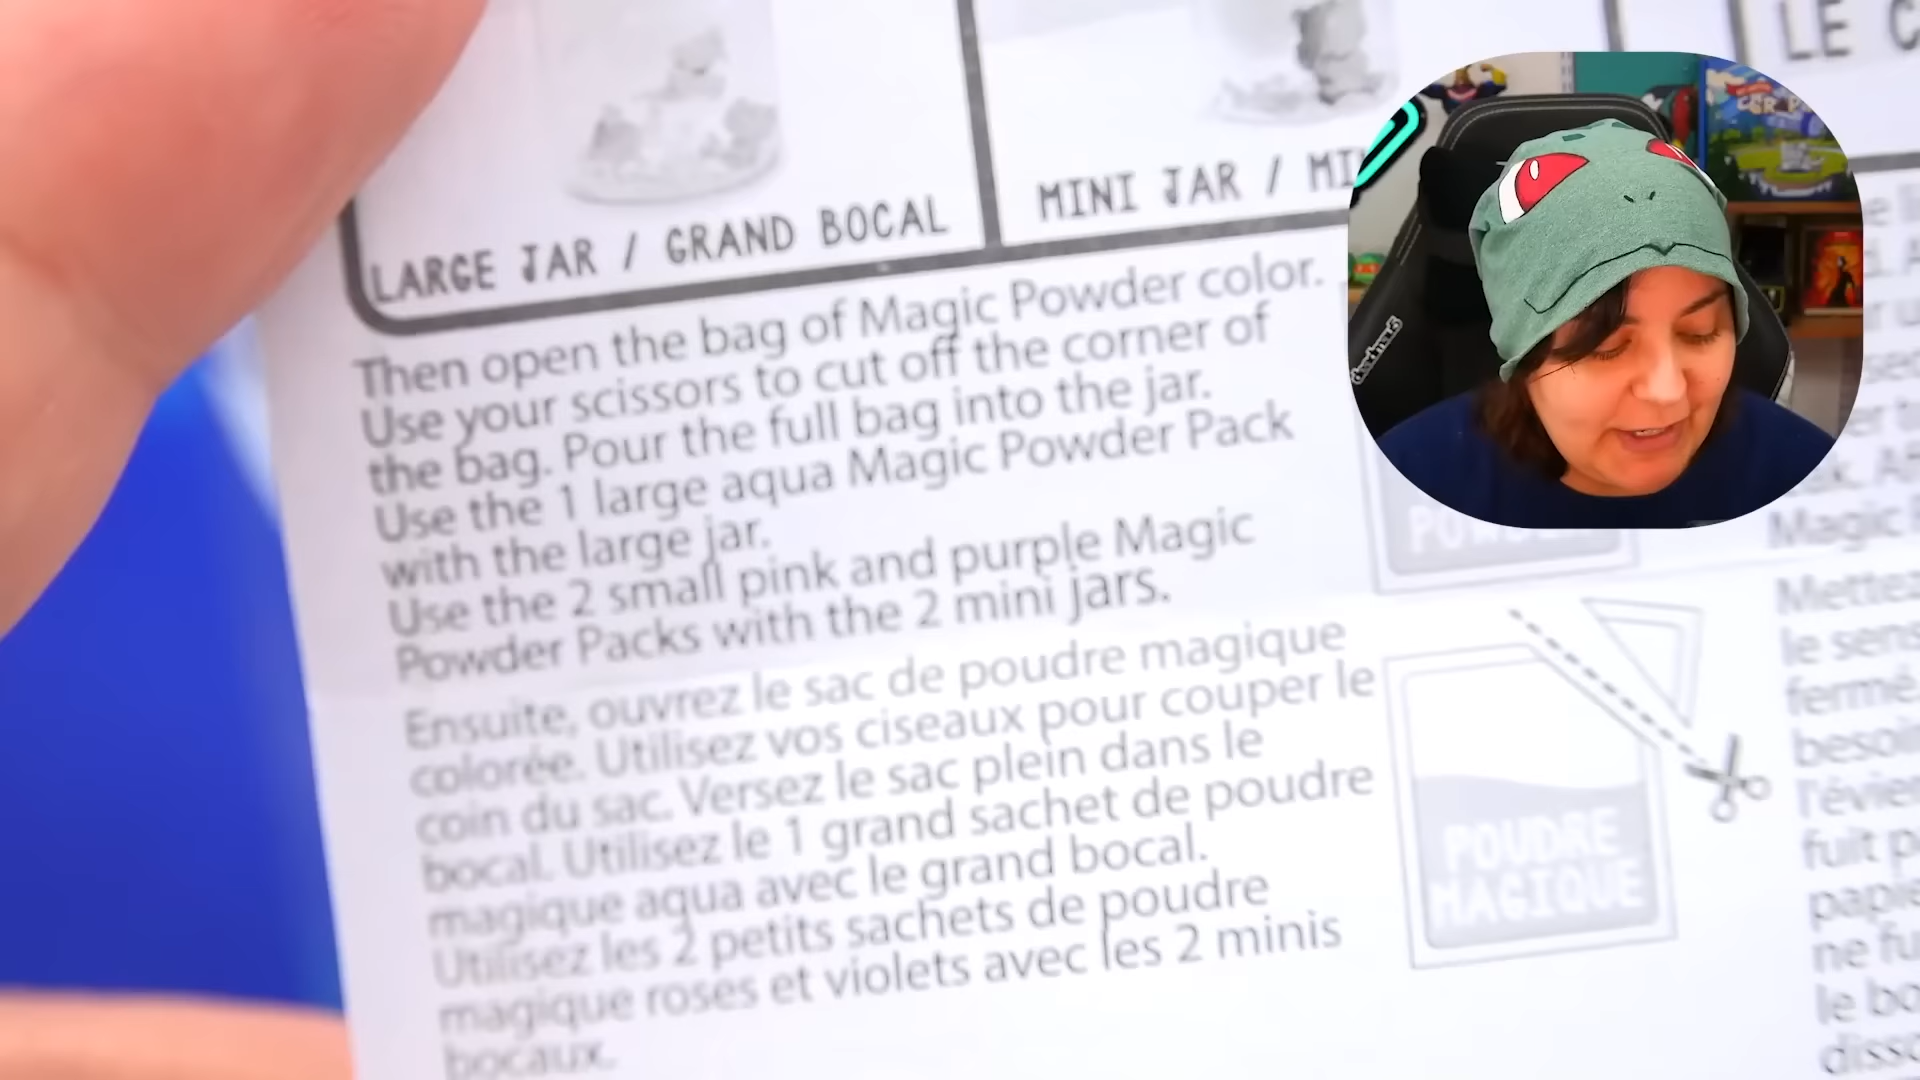 LE
LARGE JAR / GRAND BOCAL
MINI JAR /
Then open the bag of Magic Powder color.
Use your scissors to cut off the corner of
the bag. Pour the full bag into the jar.
Use the 1 large aqua Magic Powder Pack
with the large jar.
Use the 2 small pink and purple Magic
Powder Packs with the 2 mini jars.
Ensuite, ouvrez le sac de poudre magique
colorée. Utilisez vos ciseaux pour couper le
coin du sac. Versez le sac plein dans le
bocal. Utilisez le 1 grand sachet de poudre
magique aqua avec le grand bocal.
Utilisez les 2 petits sachets de poudre
magique roses et violets avec les 2 minis
bocaux.
POUDRE
MAGIQUE
Magic
le sens
fermé